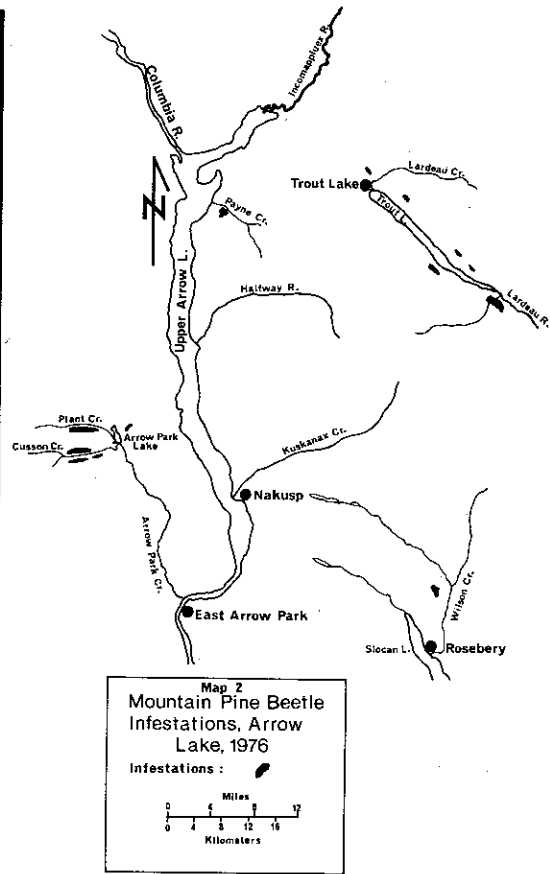 Columbia R.
Incomappluex R.
Trout Lake
Lardeau Cr.
Trout L.
Payne Cr.
N
Upper Arrow L.
Halfway R.
Lardeau R.
Plant Cr.
Cusson Cr.
Arrow Park
Lake
Kuskanax Cr.
Nakusp
Arrow Park Cr.
Wilson Cr.
East Arrow Park
Slocan L.
Rosebery
Map 2
Mountain Pine Beetle
Infestations, Arrow
Lake, 1976
Infestations :
Miles
0 4 8 12
0 4 8 12 16
Kilometers